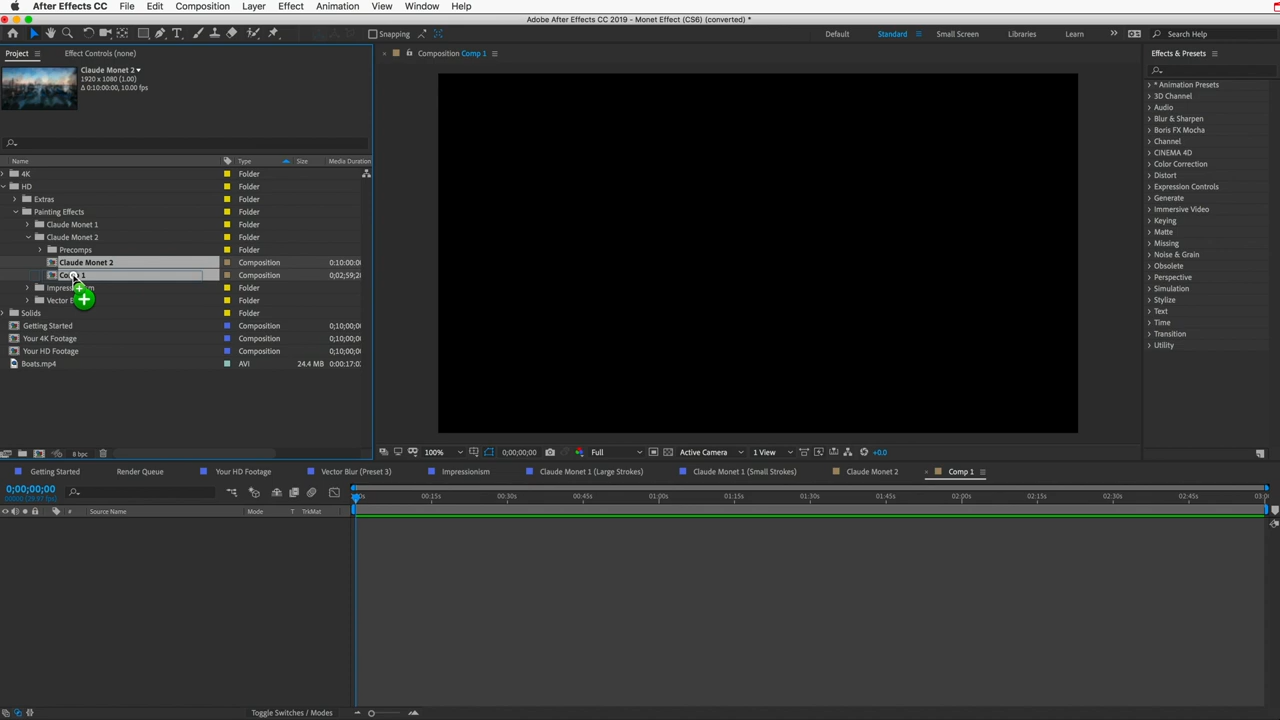 After Effects CC File Edit Composition Layer Effect Animation View Window Help
Adobe After Effects CC 2019 - Monet Effect (CS6) (converted) *
Snapping Default Standard Small Screen Libraries Learn Search Help
Project Effect Controls (none) Composition Comp 1 Effects & Presets
Claude Monet 2
1920 x 1080 (1.00)
Δ 0:10:00:00, 10.00 fps
Name Type Size Media Duration
4K Folder
HD Folder
Extras Folder
Painting Effects Folder
Claude Monet 1 Folder
Claude Monet 2 Folder
Precomps Folder
Claude Monet 2 Composition 0:10:00:00
Composition 0;02;59;2
Folder
Folder
Solids Folder
Getting Started Composition 0;10;00;0
Your 4K Footage Composition 0;10;00;0
Your HD Footage Composition 0;10;00;0
Boats.mp4 AVI 24.4 MB 0:00:17:0
8 bpc
* Animation Presets
3D Channel
Audio
Blur & Sharpen
Boris FX Mocha
Channel
CINEMA 4D
Color Correction
Distort
Expression Controls
Generate
Immersive Video
Keying
Matte
Missing
Noise & Grain
Obsolete
Perspective
Simulation
Stylize
Text
Time
Transition
Utility
100% 0;00;00;00 Full Active Camera 1 View +0.0
Getting Started Render Queue Your HD Footage Vector Blur (Preset 3) Impressionism Claude Monet 1 (Large Strokes) Claude Monet 1 (Small Strokes) Claude Monet 2 Comp 1
0;00;00;00
00000 (29.97 fps)
00:15s 00:30s 00:45s 01:00s 01:15s 01:30s 01:45s 02:00s 02:15s 02:30s 02:45s
# Source Name Mode T TrkMat
Toggle Switches / Modes